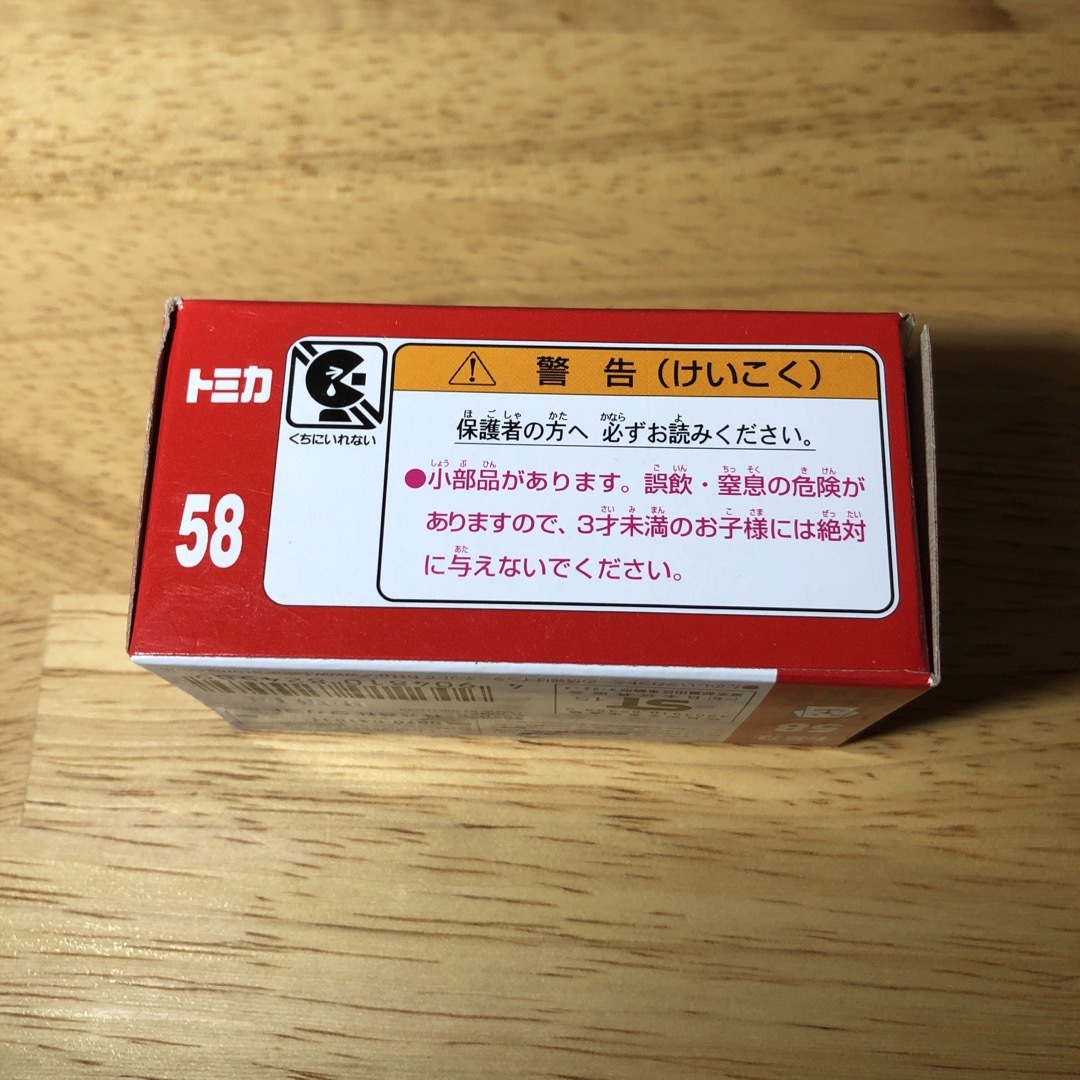 トミカ
58
くちにいれない
警 告（けいこく）
保護者の方へ 必ずお読みください。
●小部品があります。誤飲・窒息の危険が
ありますので、3才未満のお子様には絶対
に与えないでください。
ST
58